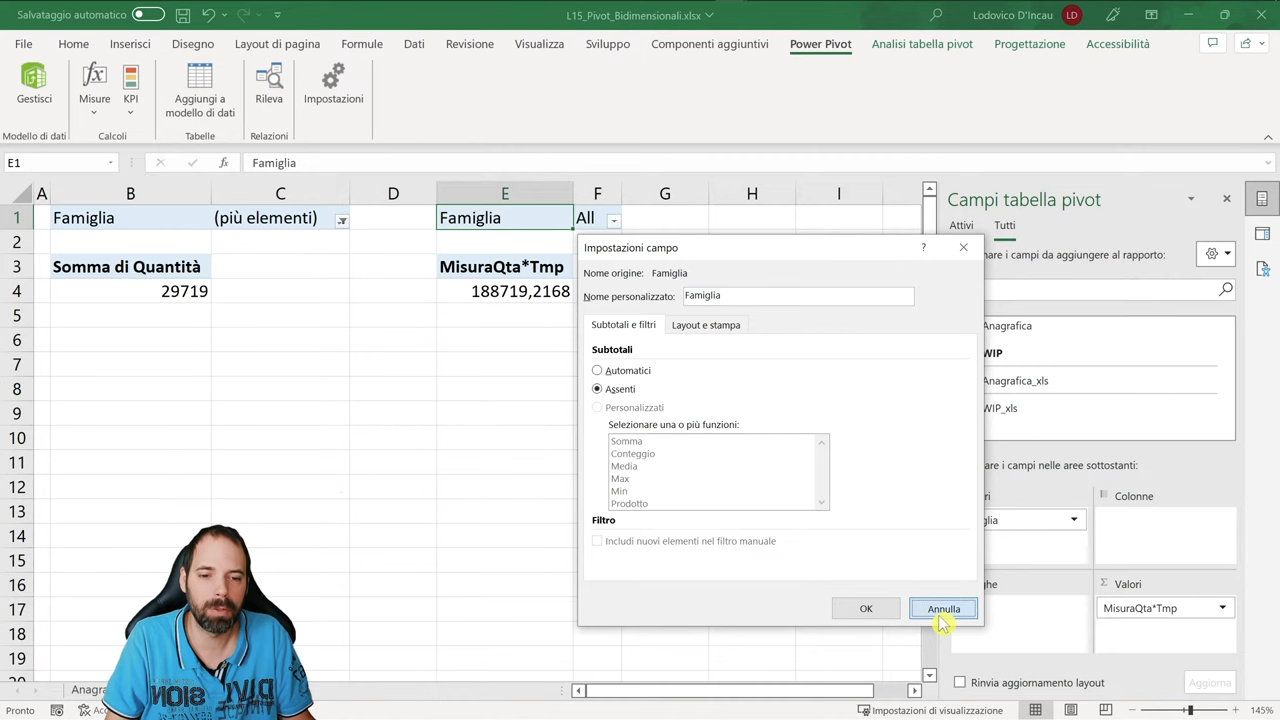 Salvataggio automatico
L15_Pivot_Bidimensionali.xlsx
Lodovico D'Incau LD
File Home Inserisci Disegno Layout di pagina Formule Dati Revisione Visualizza Sviluppo Componenti aggiuntivi Power Pivot Analisi tabella pivot Progettazione Accessibilità
Gestisci
Misure
KPI
Aggiungi a
modello di dati
Rileva
Impostazioni
Modello di dati Calcoli Tabelle Relazioni
E1 fx Famiglia
A B C D E F G H I
1 Famiglia (più elementi) Famiglia All
2
3 Somma di Quantità MisuraQta*Tmp
4 29719 188719,2168
5
6
7
8
9
10
11
12
13
14
15
16
17
18
19
Impostazioni campo ?
Nome origine: Famiglia
Nome personalizzato: Famiglia
Subtotali e filtri Layout e stampa
Subtotali
Automatici
Assenti
Personalizzati
Selezionare una o più funzioni:
Somma
Conteggio
Media
Max
Min
Prodotto
Filtro
Includi nuovi elementi nel filtro manuale
OK Annulla
Campi tabella pivot
Attivi Tutti
nare i campi da aggiungere al rapporto:
Anagrafica
WIP
Anagrafica_xls
WIP_xls
are i campi nelle aree sottostanti:
ri Colonne
glia
ghe Σ Valori
MisuraQta*Tmp
Rinvia aggiornamento layout Aggiorna
Anagra
Pronto
Impostazioni di visualizzazione
145%